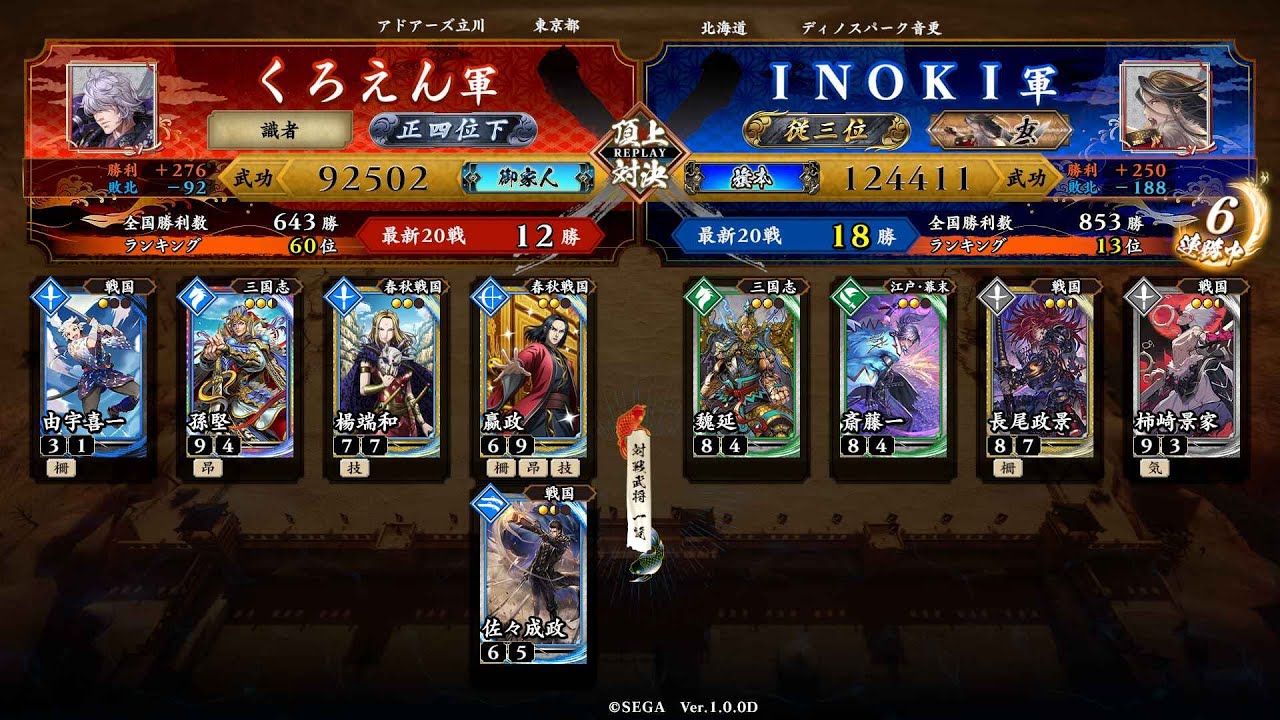 アドアーズ立川 東京都
北海道 ディノスパーク音更
くろえん軍
識者 正四位下
勝利 +276
敗北 -92
武功 92502 御家人
全国勝利数 643勝
ランキング 60位
最新20戦 12勝
頂上
REPLAY
対決
INOKI軍
従三位
旗本 124411 武功
勝利 +250
敗北 -188
最新20戦 18勝
全国勝利数 853勝
ランキング 13位
6
連勝中
戦国
由宇喜一
3 1
柵
三国志
孫堅
9 4
昂
春秋戦国
楊端和
7 7
技
春秋戦国
嬴政
6 9
柵 昂 技
戦国
佐々成政
6 5
対戦武将一覧
三国志
魏延
8 4
江戸・幕末
斎藤一
8 4
戦国
長尾政景
8 7
柵
戦国
柿崎景家
9 3
気
©SEGA Ver.1.0.0D